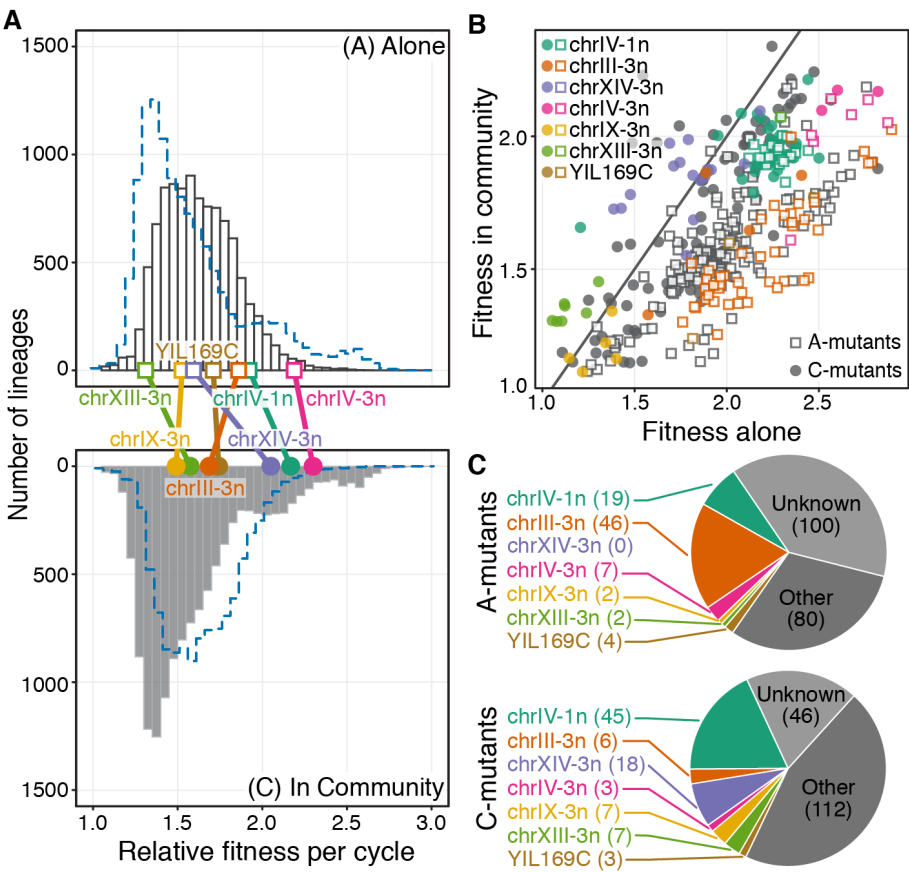 A
(A) Alone
1500
1000
500
0
YIL169C
chrXIII-3n
chrIV-1n
chrIV-3n
chrIX-3n
chrXIV-3n
chrIII-3n
0
500
1000
1500
(C) In Community
Number of lineages
1.0 1.5 2.0 2.5 3.0
Relative fitness per cycle
B
chrIV-1n
chrIII-3n
chrXIV-3n
chrIV-3n
chrIX-3n
chrXIII-3n
YIL169C
2.0
1.5
1.0
Fitness in community
A-mutants
C-mutants
1.0 1.5 2.0 2.5
Fitness alone
C
A-mutants
chrIV-1n (19)
chrIII-3n (46)
chrXIV-3n (0)
chrIV-3n (7)
chrIX-3n (2)
chrXIII-3n (2)
YIL169C (4)
Unknown
(100)
Other
(80)
C-mutants
chrIV-1n (45)
chrIII-3n (6)
chrXIV-3n (18)
chrIV-3n (3)
chrIX-3n (7)
chrXIII-3n (7)
YIL169C (3)
Unknown
(46)
Other
(112)